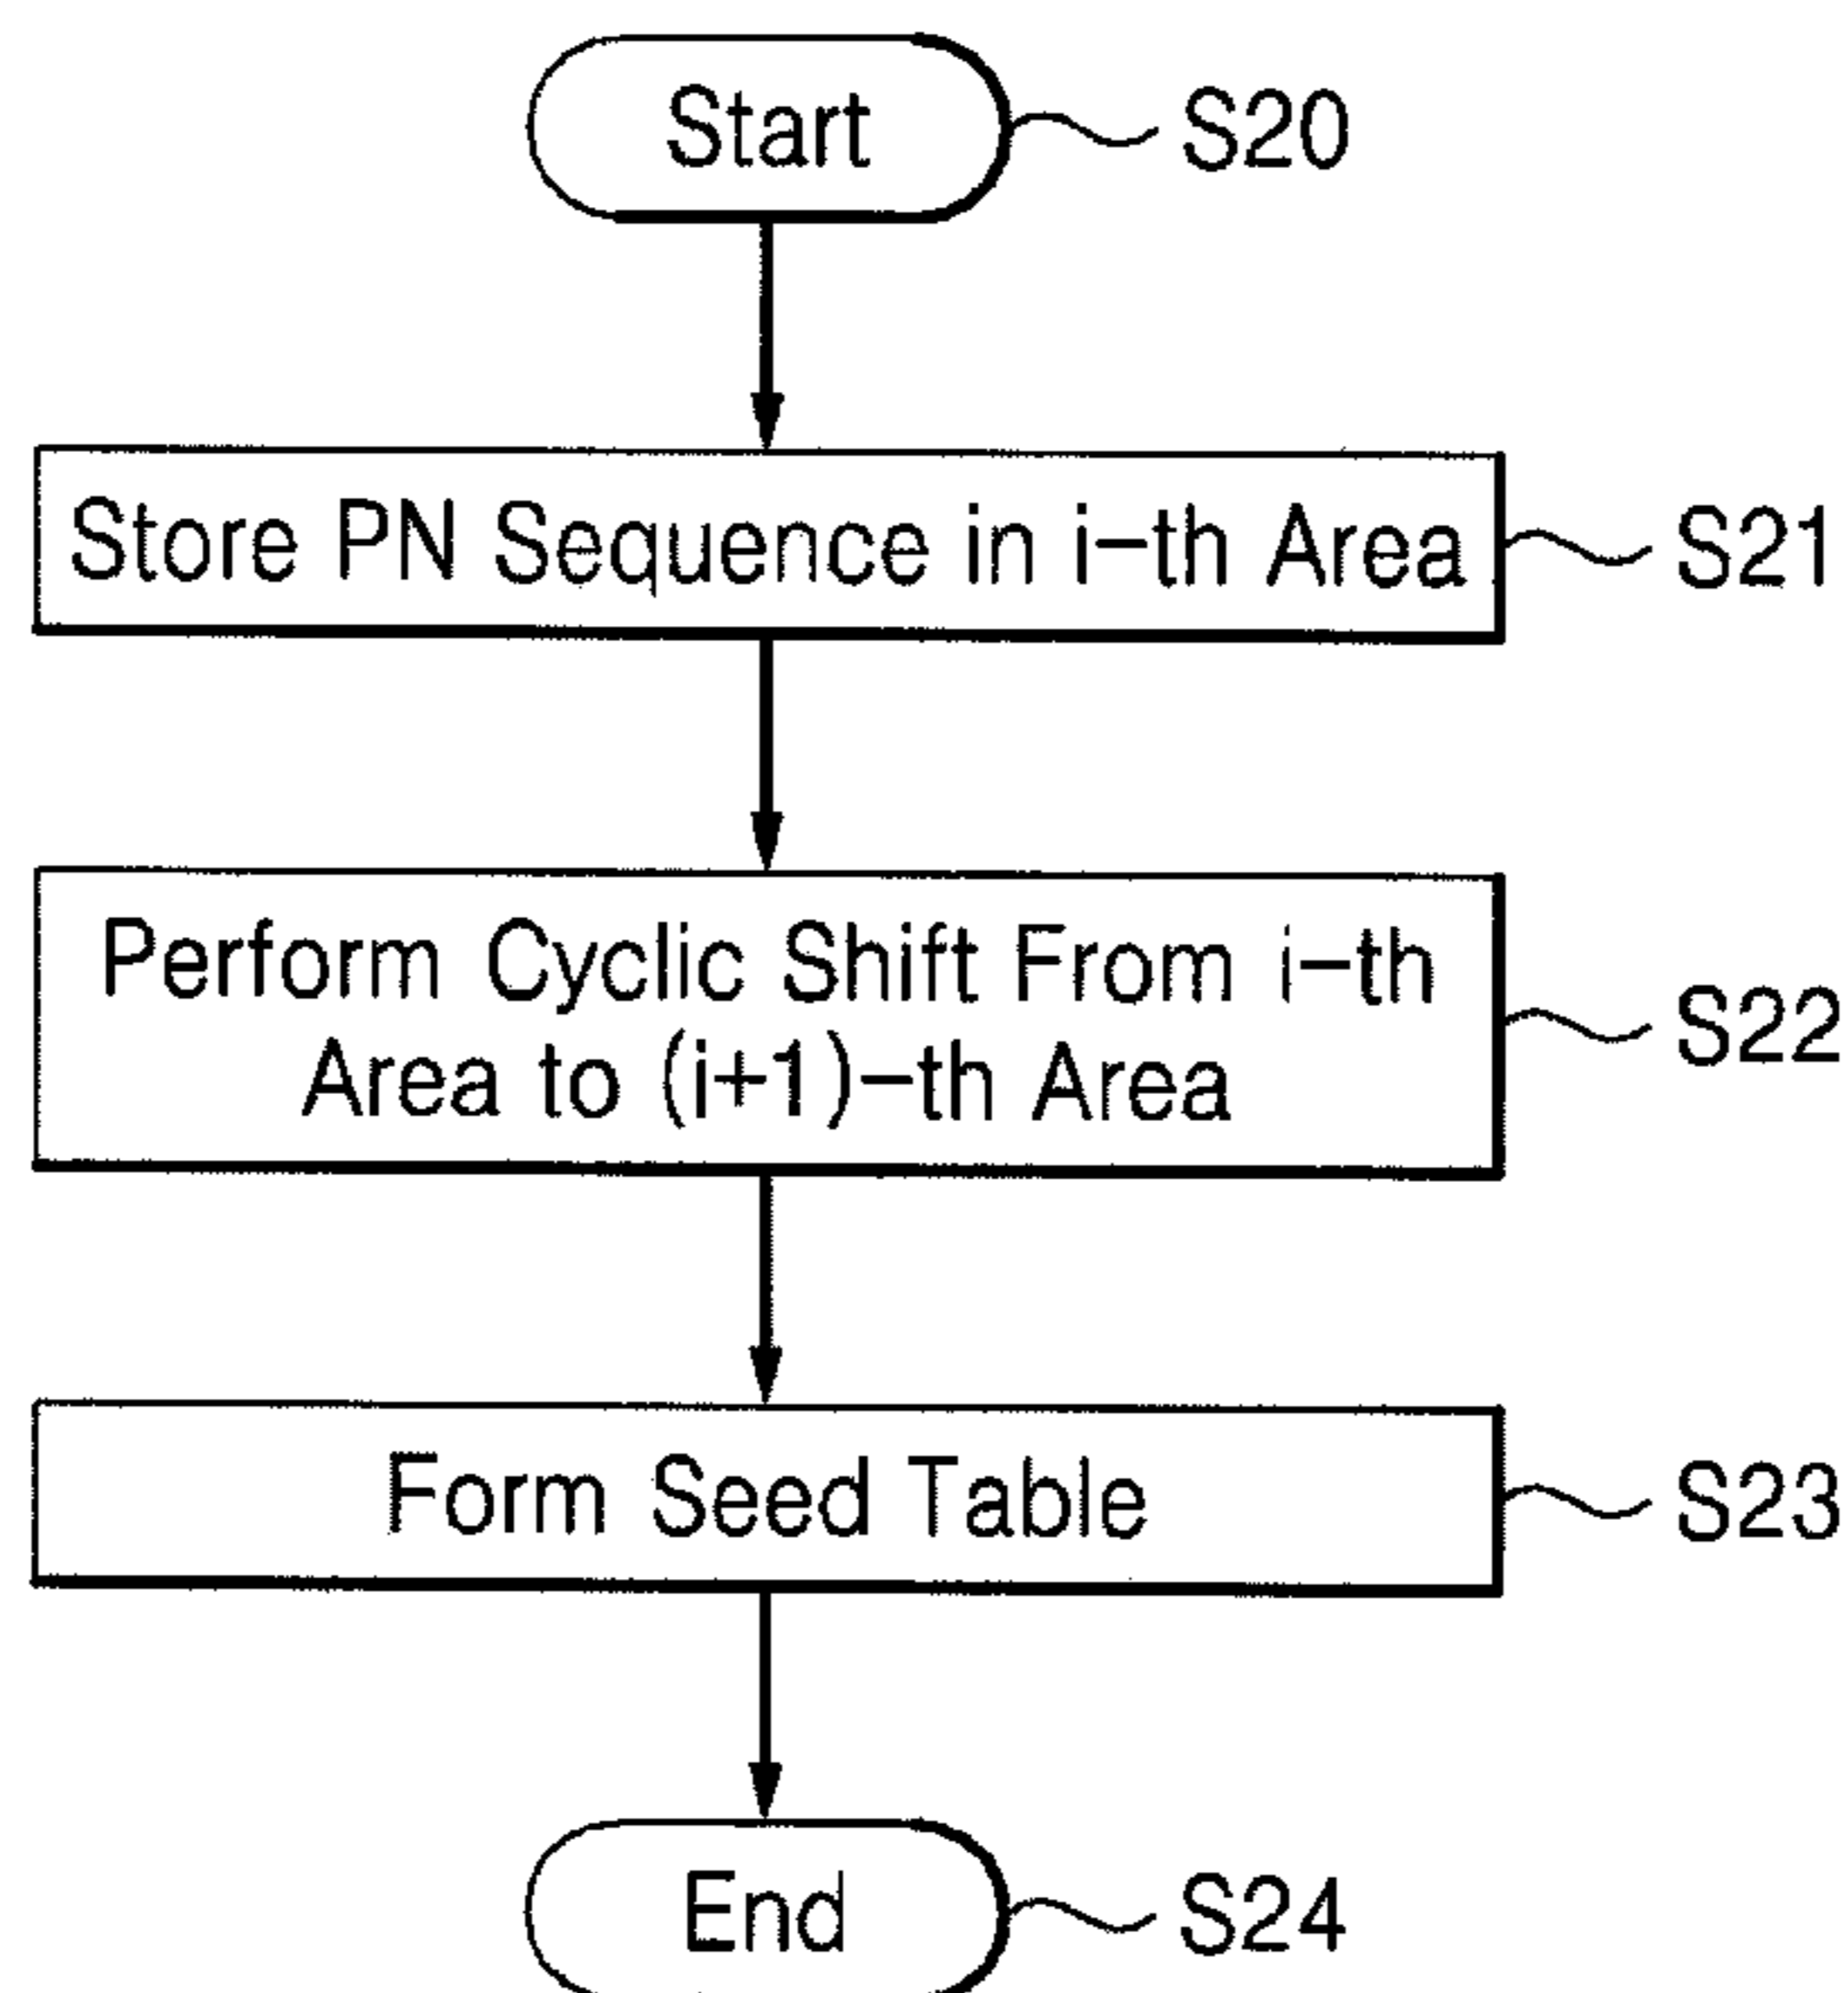 Start S20
Store PN Sequence in i-th Area S21
Perform Cyclic Shift From i-th
Area to (i+1)-th Area S22
Form Seed Table S23
End S24